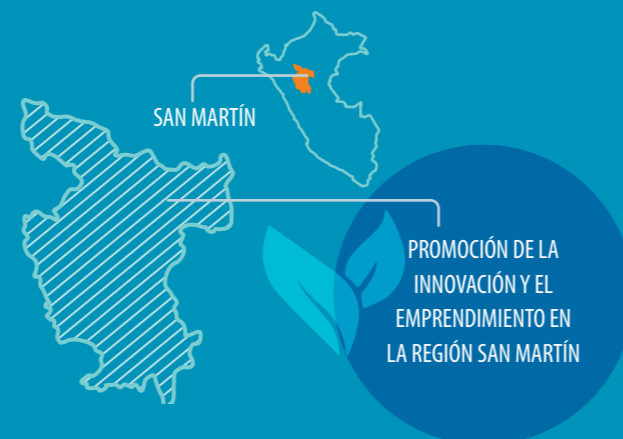 SAN MARTÍN
PROMOCIÓN DE LA
INNOVACIÓN Y EL
EMPRENDIMIENTO EN
LA REGIÓN SAN MARTÍN